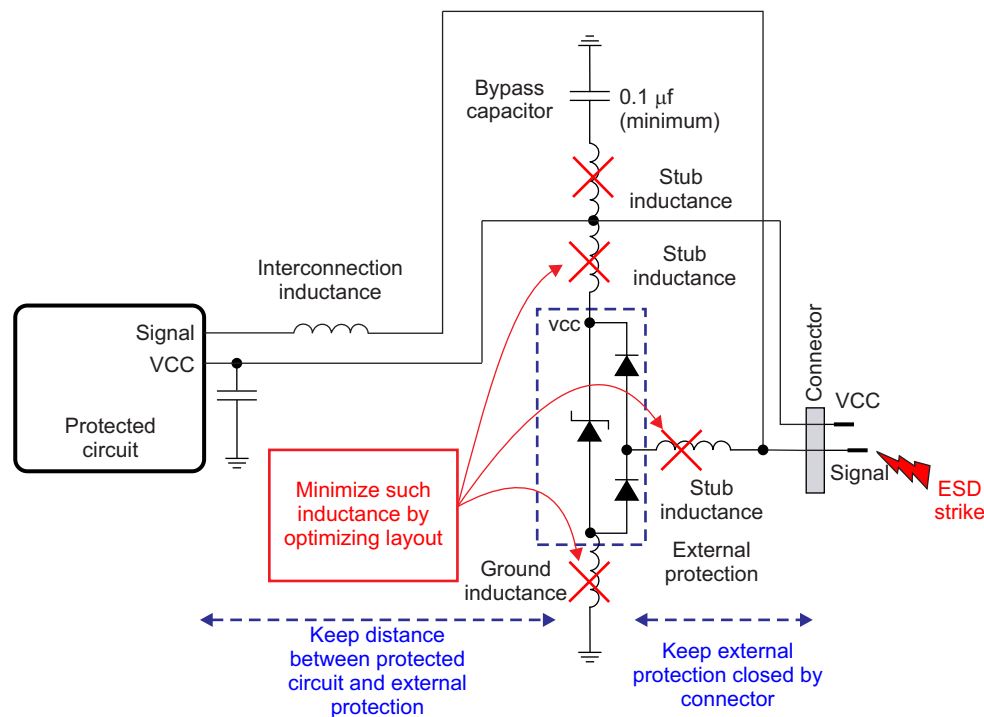 Bypass
capacitor
0.1 μf
(minimum)
Stub
inductance
Stub
inductance
Interconnection
inductance
Signal
VCC
Protected
circuit
vcc
Connector
VCC
Signal
ESD
strike
Minimize such
inductance by
optimizing layout
Stub
inductance
External
protection
Ground
inductance
Keep distance
between protected
circuit and external
protection
Keep external
protection closed by
connector